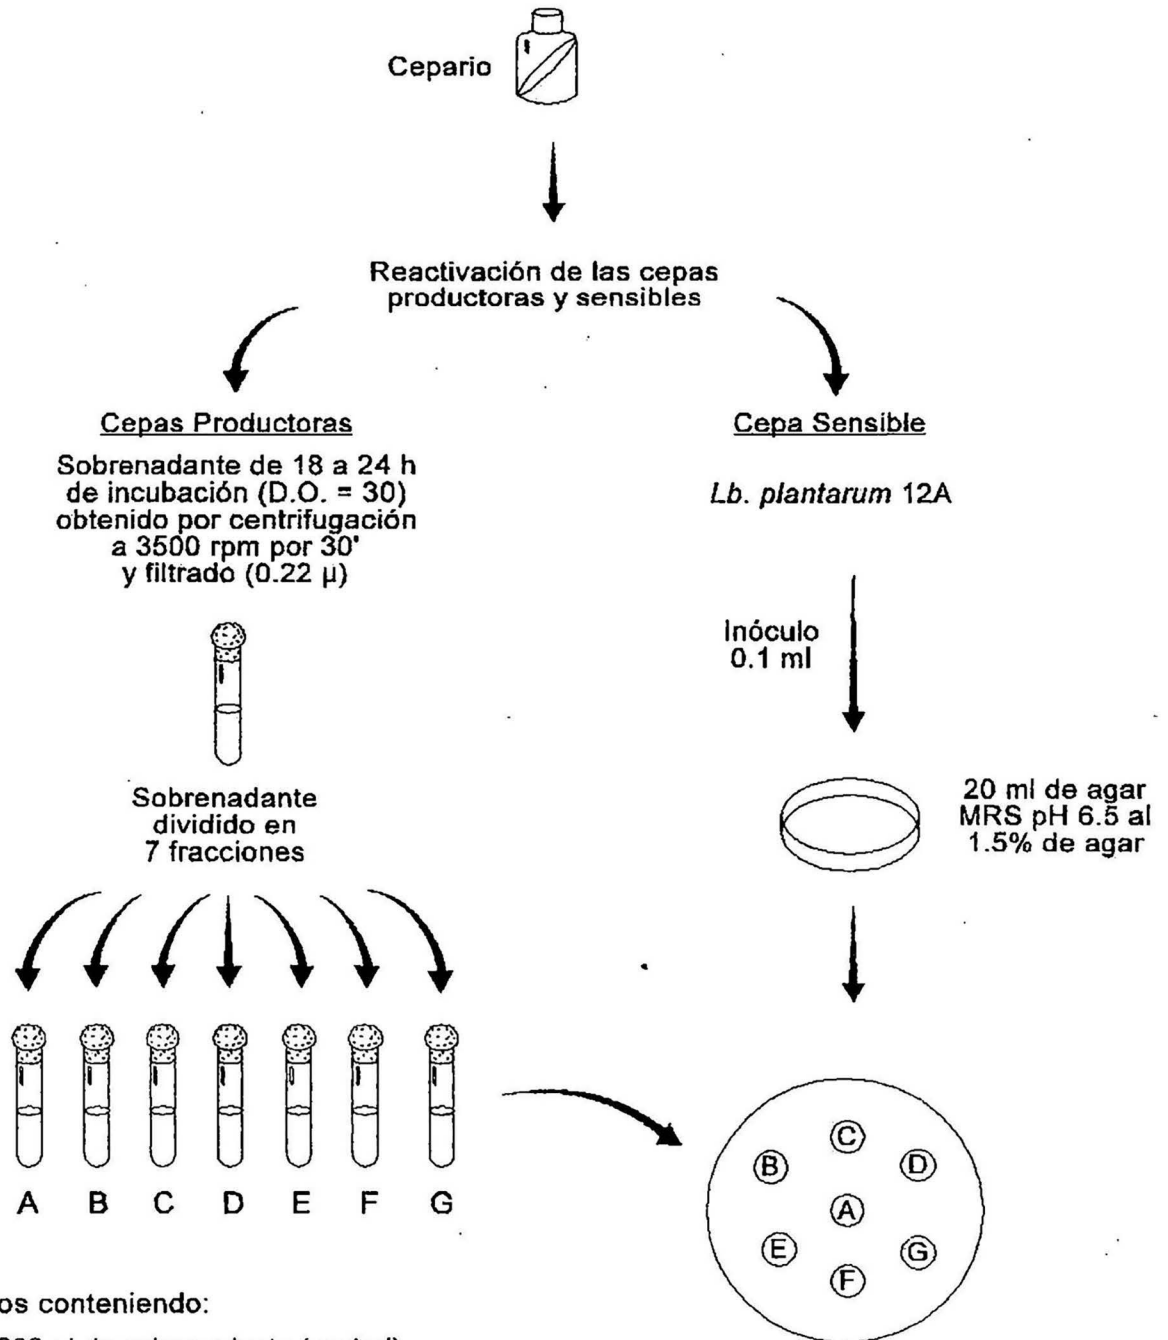 Cepario
Reactivación de las cepas
productoras y sensibles
Cepas Productoras
Sobrenadante de 18 a 24 h
de incubación (D.O. = 30)
obtenido por centrifugación
a 3500 rpm por 30'
y filtrado (0.22 µ)
Cepa Sensible
Lb. plantarum 12A
Inóculo
0.1 ml
20 ml de agar
MRS pH 6.5 al
1.5% de agar
Sobrenadante
dividido en
7 fracciones
A B C D E F G
C
B D
A
E G
F
os conteniendo: